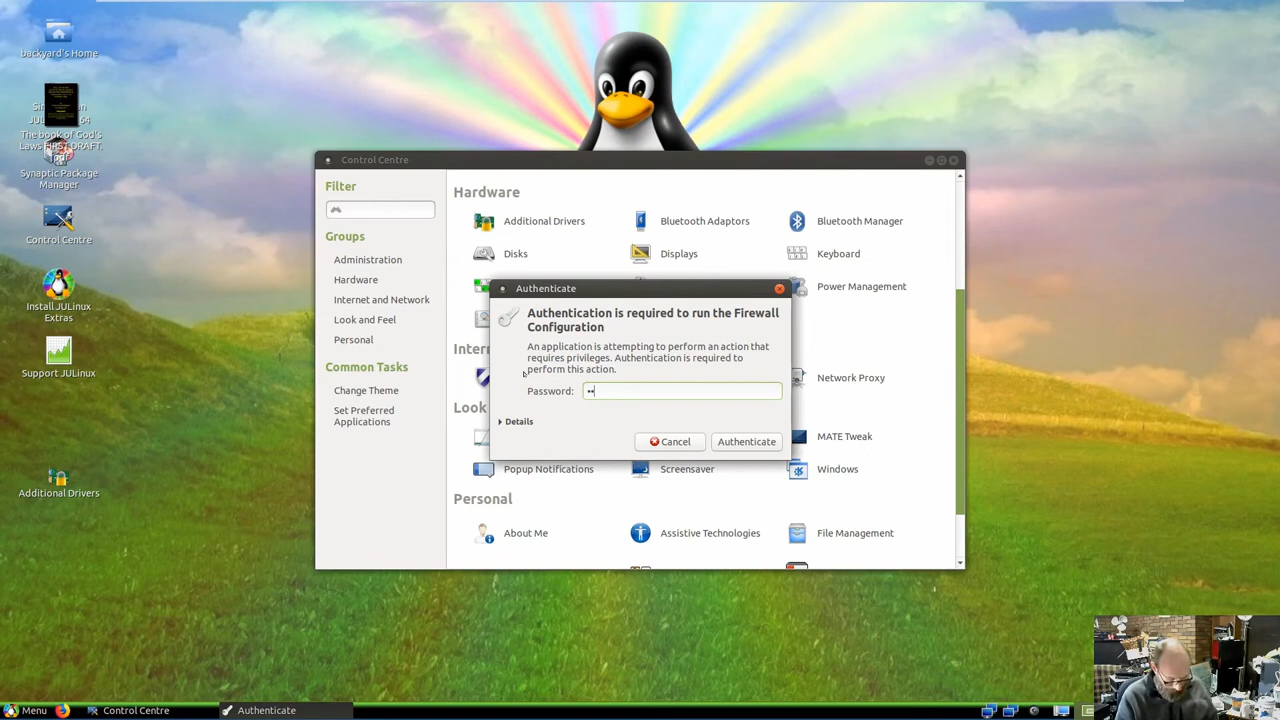 backyard's Home
JUL
64
The book of God's
Laws FIRST DRAFT.
pdf
Synaptic Package
Manager
Control Centre
Install JULinux
Extras
Support JULinux
Additional Drivers
Control Centre
Filter
Groups
Administration
Hardware
Internet and Network
Look and Feel
Personal
Common Tasks
Change Theme
Set Preferred
Applications
Hardware
Additional Drivers
Bluetooth Adaptors
Bluetooth Manager
Disks
Displays
Keyboard
Power Management
Inter
Network Proxy
Look
MATE Tweak
Popup Notifications
Screensaver
Windows
Personal
About Me
Assistive Technologies
File Management
Authenticate
Authentication is required to run the Firewall
Configuration
An application is attempting to perform an action that
requires privileges. Authentication is required to
perform this action.
Password:
Details
Cancel
Authenticate
Menu
Control Centre
Authenticate